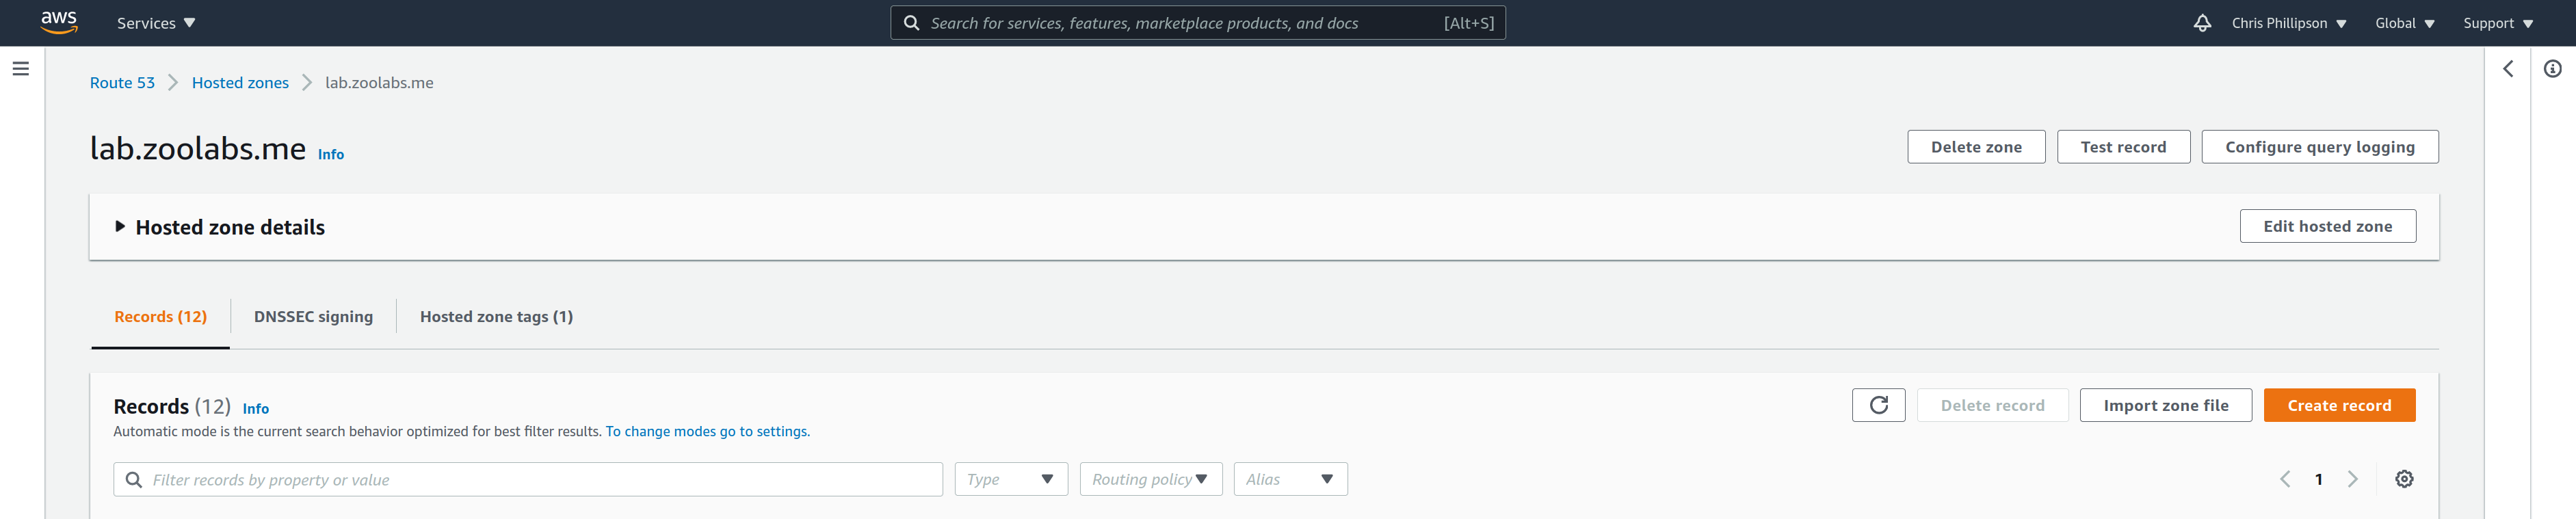 aws Services Search for services, features, marketplace products, and docs [Alt+S] Chris Phillipson Global Support
Route 53 Hosted zones lab.zoolabs.me
lab.zoolabs.me Info Delete zone Test record Configure query logging
Hosted zone details Edit hosted zone
Records (12) DNSSEC signing Hosted zone tags (1)
Records (12) Info Delete record Import zone file Create record
Automatic mode is the current search behavior optimized for best filter results. To change modes go to settings.
Filter records by property or value Type Routing policy Alias 1